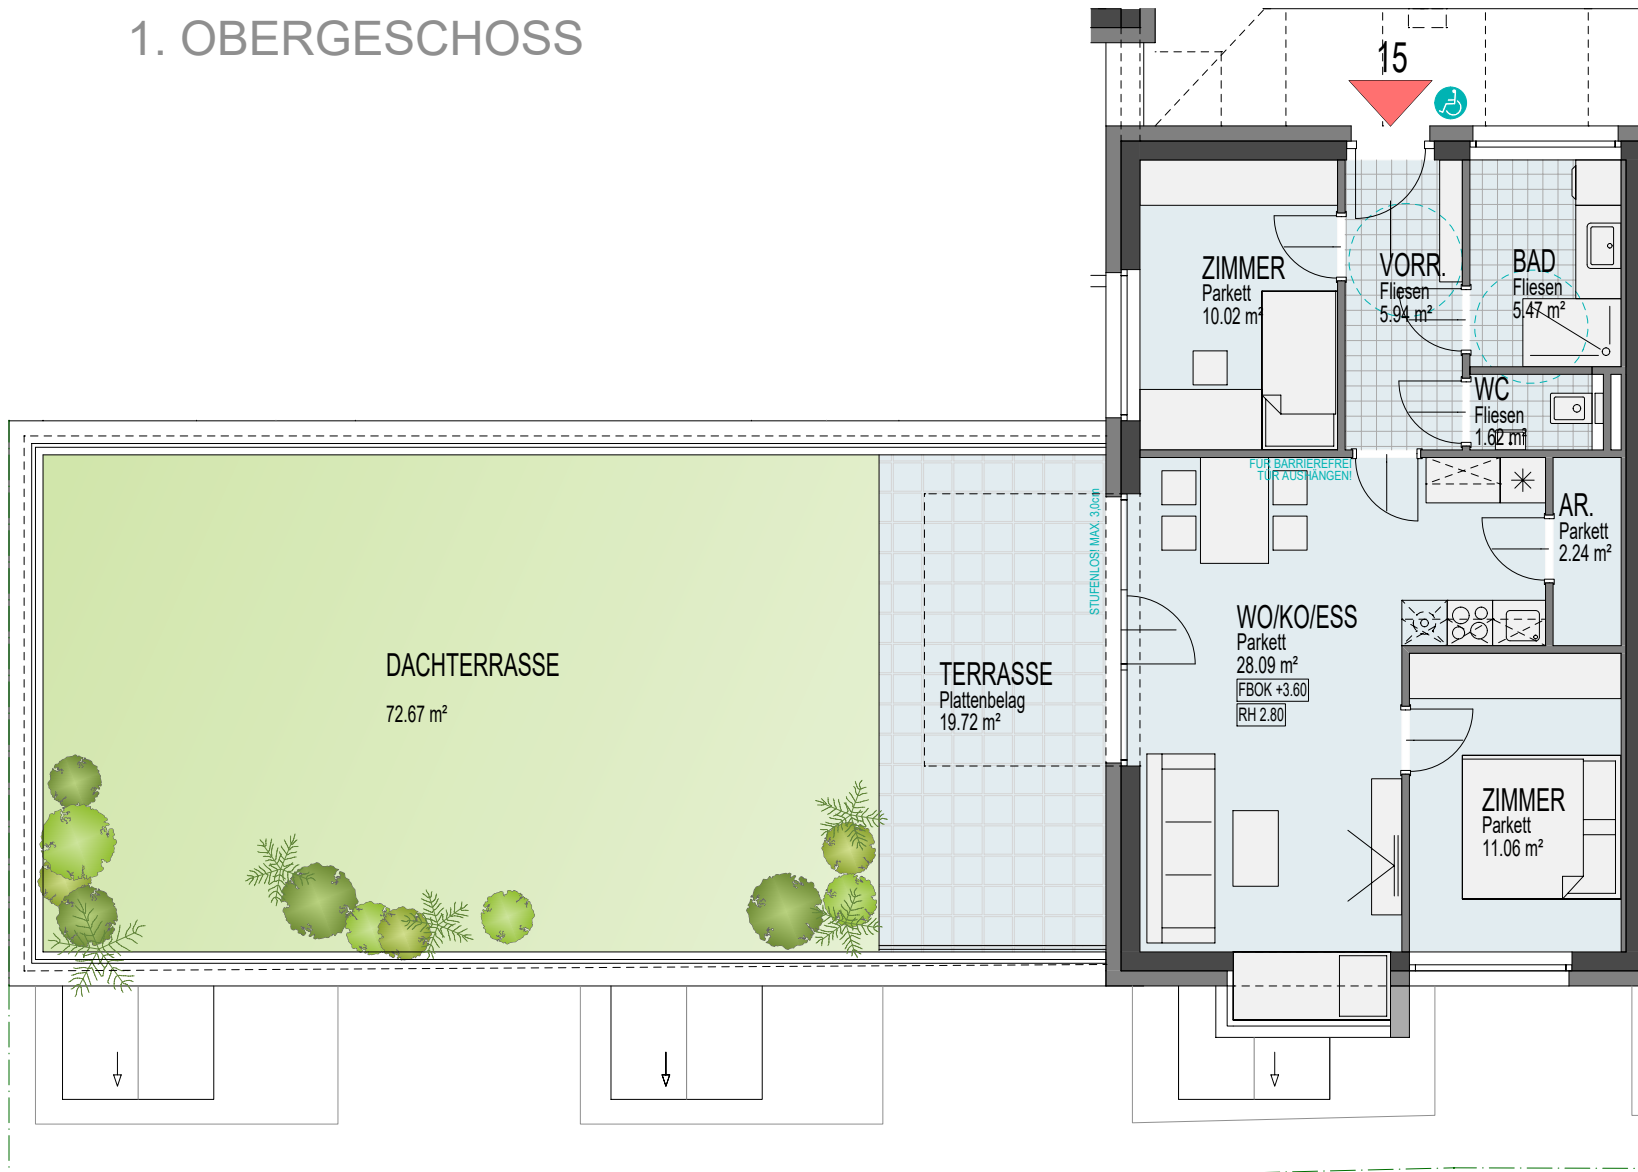 1. OBERGESCHOSS
15
ZIMMER
Parkett
10.02 m²
VORR.
Fliesen
5.94 m²
BAD
Fliesen
5.47 m²
WC
Fliesen
1.62 m²
FÜR BARRIEREFREI
TÜR AUSHÄNGEN!
STUFENLOS! MAX. 3,0cm
AR.
Parkett
2.24 m²
WO/KO/ESS
Parkett
28.09 m²
FBOK +3.60
RH 2.80
DACHTERRASSE
72.67 m²
TERRASSE
Plattenbelag
19.72 m²
ZIMMER
Parkett
11.06 m²